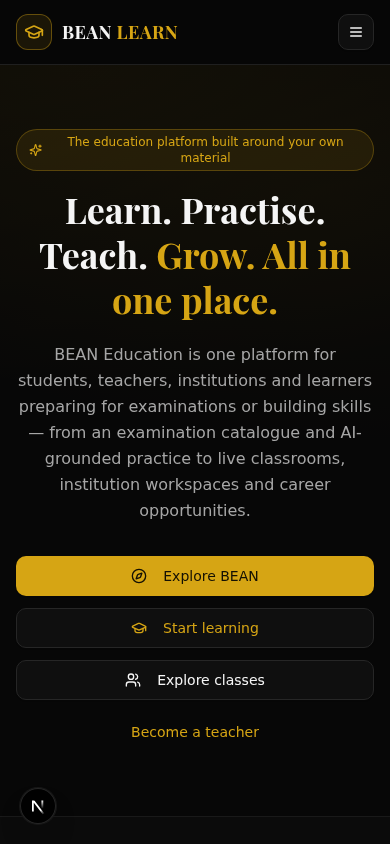 BEAN LEARN
The education platform built around your own
material
Learn. Practise.
Teach. Grow. All in
one place.
BEAN Education is one platform for
students, teachers, institutions and learners
preparing for examinations or building skills
— from an examination catalogue and AI-
grounded practice to live classrooms,
institution workspaces and career
opportunities.
Explore BEAN
Start learning
Explore classes
Become a teacher
N